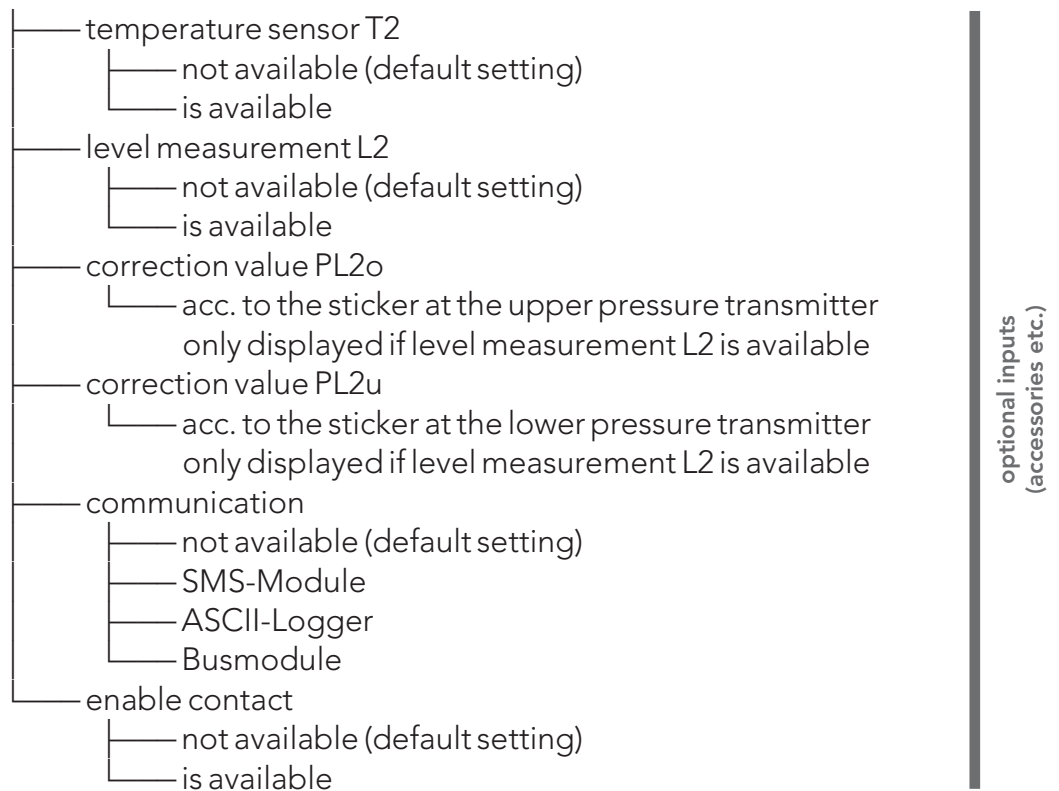 temperature sensor T2
not available (default setting)
is available
level measurement L2
not available (default setting)
is available
correction value PL2o
acc. to the sticker at the upper pressure transmitter
only displayed if level measurement L2 is available
correction value PL2u
acc. to the sticker at the lower pressure transmitter
only displayed if level measurement L2 is available
communication
not available (default setting)
SMS-Module
ASCII-Logger
Busmodule
enable contact
not available (default setting)
is available
optional inputs
(accessories etc.)